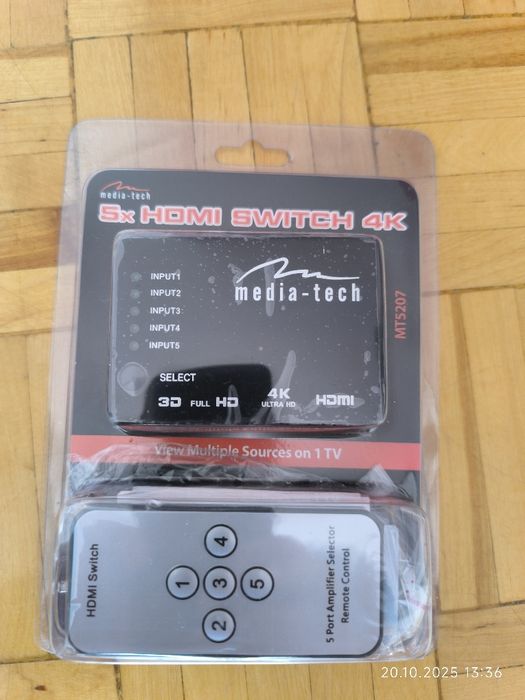 media-tech
5x HDMI SWITCH 4K
INPUT1
INPUT2
INPUT3
INPUT4
INPUT5
media-tech
SELECT
3D FULL HD 4K ULTRA HD HDMI
MT5207
View Multiple Sources on 1 TV
HDMI Switch
4
1 3 5
2
5 Port Amplifier Selector
Remote Control
20.10.2025 13:36